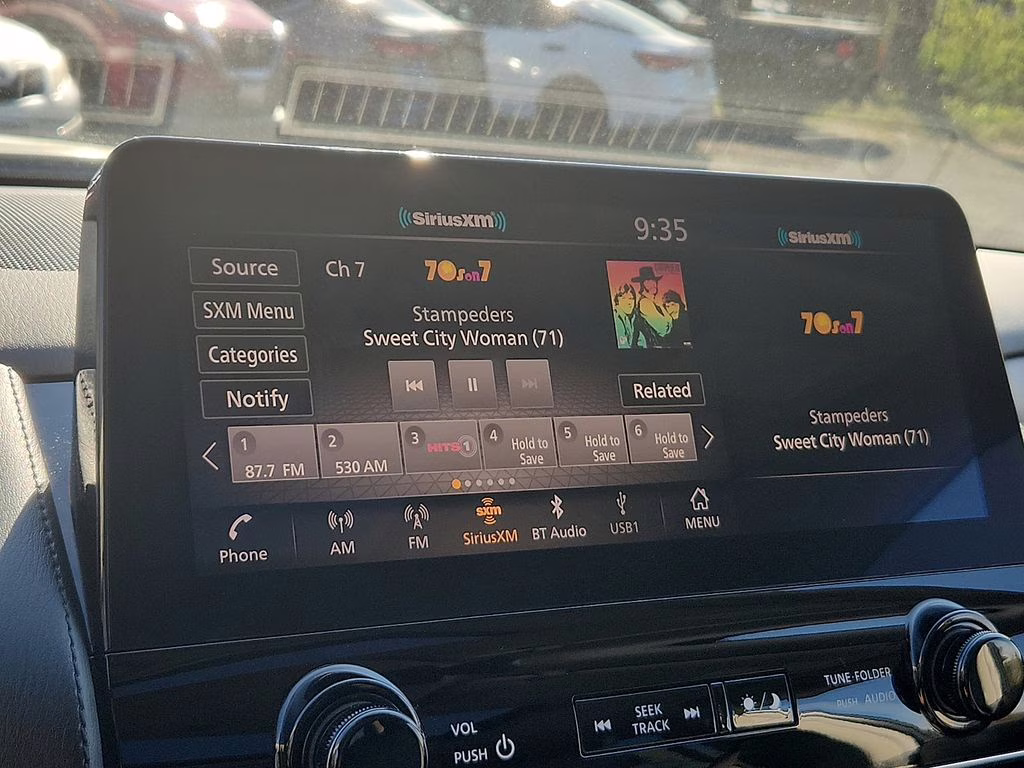 SiriusXM
9:35
SiriusXM
Source
Ch 7
70s on 7
SXM Menu
Stampeders
Sweet City Woman (71)
Categories
Notify
Related
70s on 7
Stampeders
Sweet City Woman (71)
1
87.7 FM
2
530 AM
3
HITS 1
4
Hold to
Save
5
Hold to
Save
6
Hold to
Save
Phone
AM
FM
sxm
SiriusXM
BT Audio
USB1
MENU
VOL
PUSH
SEEK
TRACK
TUNE·FOLDER
PUSH AUDIO